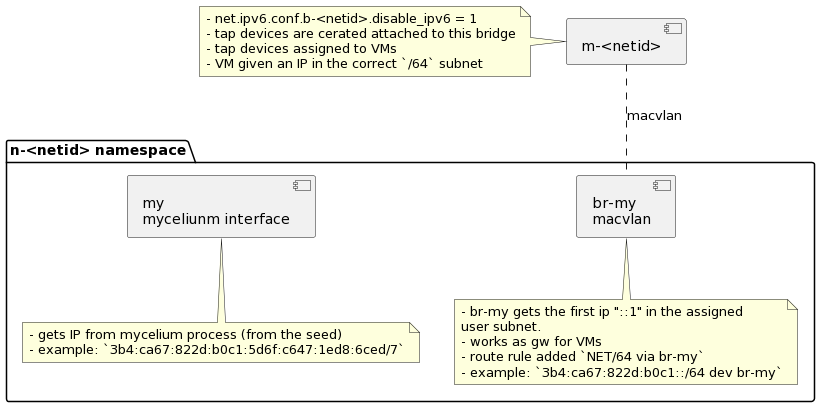 - net.ipv6.conf.b-<netid>.disable_ipv6 = 1
- tap devices are cerated attached to this bridge
- tap devices assigned to VMs
- VM given an IP in the correct `/64` subnet
m-<netid>
macvlan
n-<netid> namespace
my
myceliunm interface
br-my
macvlan
- gets IP from mycelium process (from the seed)
- example: `3b4:ca67:822d:b0c1:5d6f:c647:1ed8:6ced/7`
- br-my gets the first ip "::1" in the assigned
user subnet.
- works as gw for VMs
- route rule added `NET/64 via br-my`
- example: `3b4:ca67:822d:b0c1::/64 dev br-my`